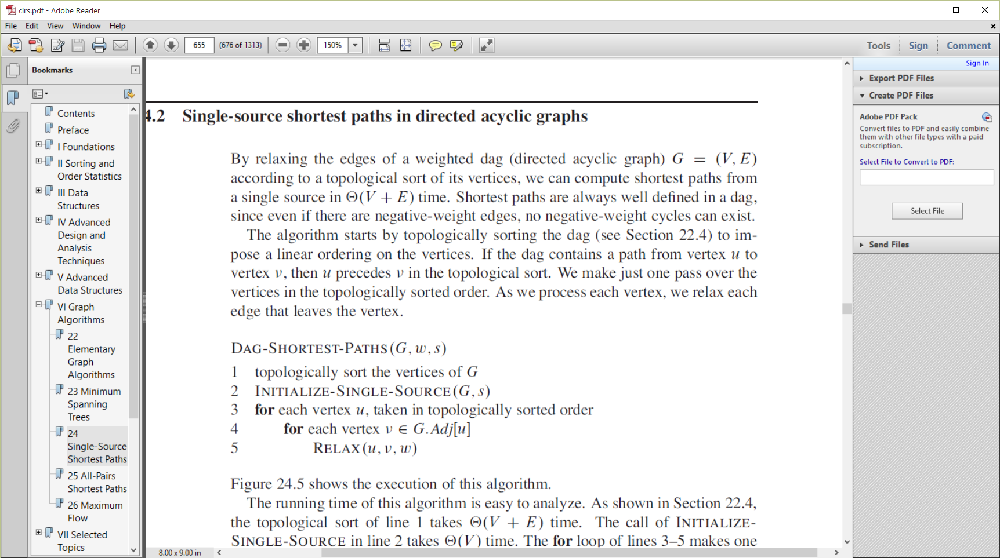 clrs.pdf - Adobe Reader
File Edit View Window Help
655 (676 of 1313) 150% Tools Sign Comment
Bookmarks
Contents
Preface
I Foundations
II Sorting and
Order Statistics
III Data
Structures
IV Advanced
Design and
Analysis
Techniques
V Advanced
Data Structures
VI Graph
Algorithms
22
Elementary
Graph
Algorithms
23 Minimum
Spanning
Trees
24
Single-Source
Shortest Paths
25 All-Pairs
Shortest Paths
26 Maximum
Flow
VII Selected
Topics
4.2 Single-source shortest paths in directed acyclic graphs
By relaxing the edges of a weighted dag (directed acyclic graph) G = (V, E)
according to a topological sort of its vertices, we can compute shortest paths from
a single source in Θ(V + E) time. Shortest paths are always well defined in a dag,
since even if there are negative-weight edges, no negative-weight cycles can exist.
The algorithm starts by topologically sorting the dag (see Section 22.4) to im-
pose a linear ordering on the vertices. If the dag contains a path from vertex u to
vertex v, then u precedes v in the topological sort. We make just one pass over the
vertices in the topologically sorted order. As we process each vertex, we relax each
edge that leaves the vertex.
DAG-SHORTEST-PATHS(G, w, s)
1 topologically sort the vertices of G
2 INITIALIZE-SINGLE-SOURCE(G, s)
3 for each vertex u, taken in topologically sorted order
4 for each vertex v ∈ G.Adj[u]
5 RELAX(u, v, w)
Figure 24.5 shows the execution of this algorithm.
The running time of this algorithm is easy to analyze. As shown in Section 22.4,
the topological sort of line 1 takes Θ(V + E) time. The call of INITIALIZE-
SINGLE-SOURCE in line 2 takes Θ(V) time. The for loop of lines 3–5 makes one
8.00 x 9.00 in
Sign In
Export PDF Files
Create PDF Files
Adobe PDF Pack
Convert files to PDF and easily combine
them with other file types with a paid
subscription.
Select File to Convert to PDF:
Select File
Send Files